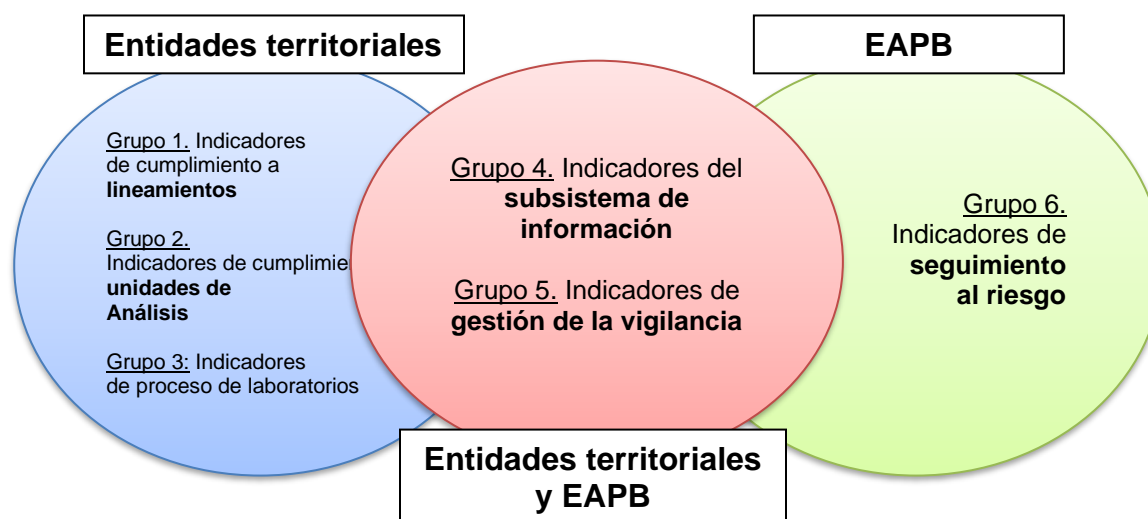 Entidades territoriales
EAPB
Grupo 1. Indicadores
de cumplimiento a
lineamientos
Grupo 2.
Indicadores de
unidades de
Análisis
Grupo 3: Indicadores
de proceso de laboratorios
Grupo 4. Indicadores del
subsistema de
información
Grupo 5. Indicadores de
gestión de la vigilancia
Grupo 6.
Indicadores de
seguimiento
al riesgo
Entidades territoriales
y EAPB